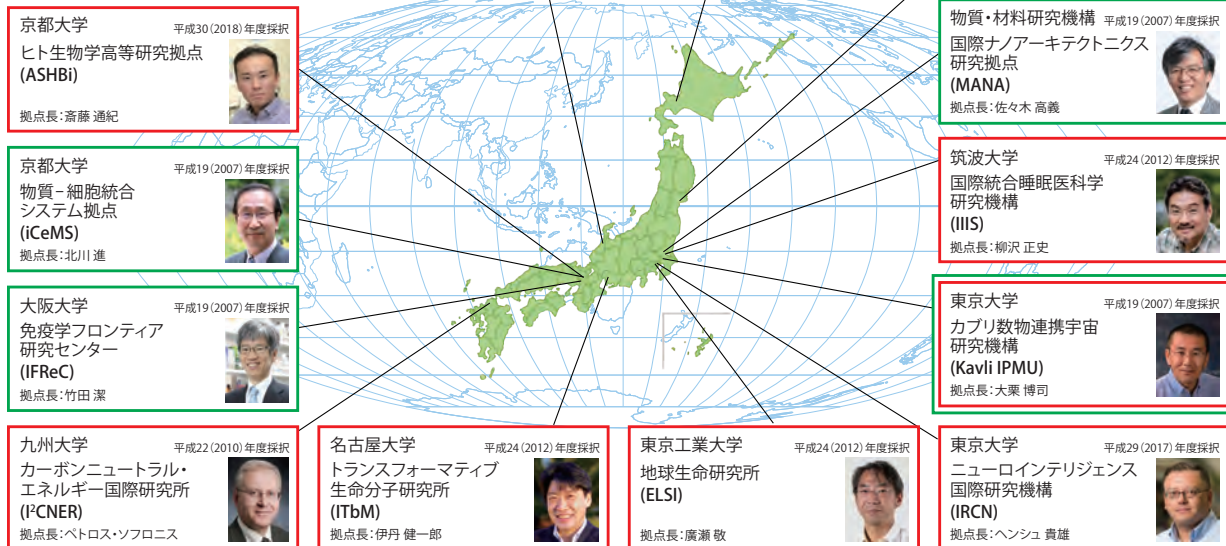 京都大学 平成30(2018)年度採択
ヒト生物学高等研究拠点
(ASHBi)
拠点長:斎藤 通紀
京都大学 平成19(2007)年度採択
物質-細胞統合
システム拠点
(iCeMS)
拠点長:北川 進
大阪大学 平成19(2007)年度採択
免疫学フロンティア
研究センター
(IFReC)
拠点長:竹田 潔
九州大学 平成22(2010)年度採択
カーボンニュートラル・
エネルギー国際研究所
(I²CNER)
拠点長:ペトロス・ソフロニス
名古屋大学 平成24(2012)年度採択
トランスフォーマティブ
生命分子研究所
(ITbM)
拠点長:伊丹 健一郎
東京工業大学 平成24(2012)年度採択
地球生命研究所
(ELSI)
拠点長:廣瀬 敬
物質・材料研究機構 平成19(2007)年度採択
国際ナノアーキテクトニクス
研究拠点
(MANA)
拠点長:佐々木 高義
筑波大学 平成24(2012)年度採択
国際統合睡眠医科学
研究機構
(IIIS)
拠点長:柳沢 正史
東京大学 平成19(2007)年度採択
カブリ数物連携宇宙
研究機構
(Kavli IPMU)
拠点長:大栗 博司
東京大学 平成29(2017)年度採択
ニューロインテリジェンス
国際研究機構
(IRCN)
拠点長:ヘンシュ 貴雄